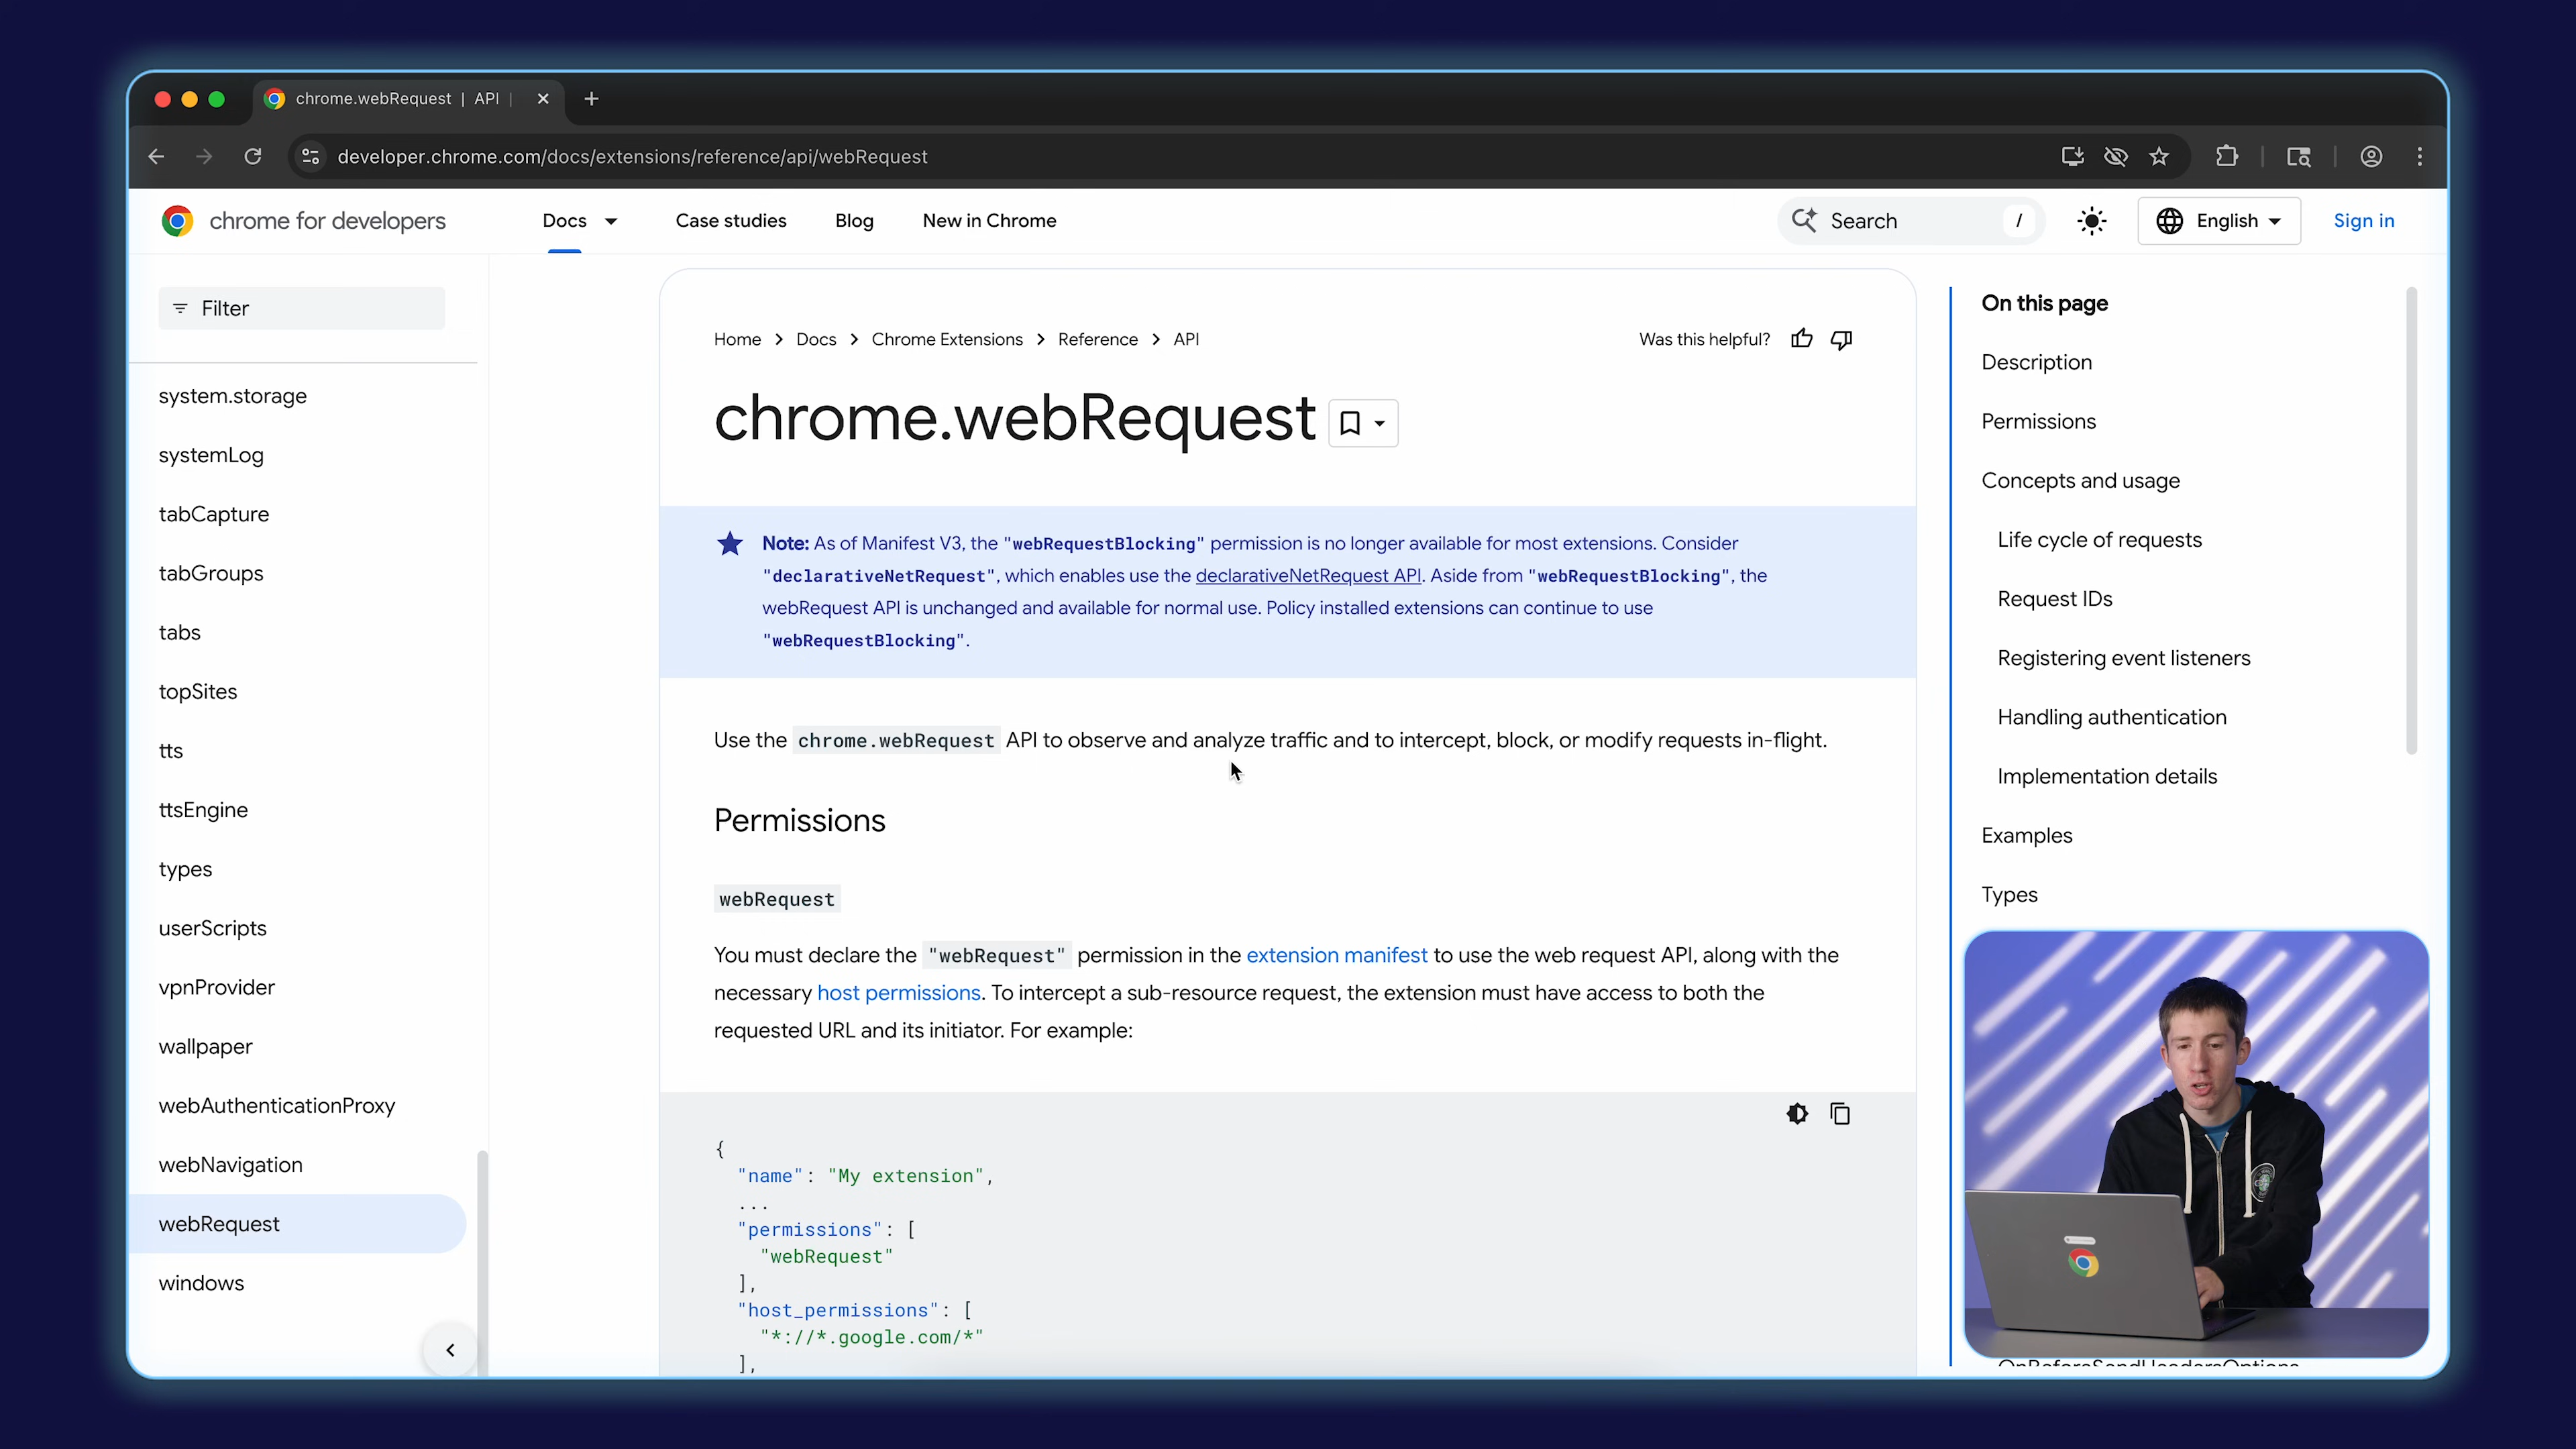 chrome.webRequest | API |
developer.chrome.com/docs/extensions/reference/api/webRequest
chrome for developers
Docs
Case studies
Blog
New in Chrome
Search
/
English
Sign in
Filter
system.storage
systemLog
tabCapture
tabGroups
tabs
topSites
tts
ttsEngine
types
userScripts
vpnProvider
wallpaper
webAuthenticationProxy
webNavigation
webRequest
windows
Home > Docs > Chrome Extensions > Reference > API
Was this helpful?
chrome.webRequest
Note: As of Manifest V3, the "webRequestBlocking" permission is no longer available for most extensions. Consider
"declarativeNetRequest", which enables use the declarativeNetRequest API. Aside from "webRequestBlocking", the
webRequest API is unchanged and available for normal use. Policy installed extensions can continue to use
"webRequestBlocking".
Use the chrome.webRequest API to observe and analyze traffic and to intercept, block, or modify requests in-flight.
Permissions
webRequest
You must declare the "webRequest" permission in the extension manifest to use the web request API, along with the
necessary host permissions. To intercept a sub-resource request, the extension must have access to both the
requested URL and its initiator. For example:
{
"name": "My extension",
...
"permissions": [
"webRequest"
],
"host_permissions": [
"*://*.google.com/*"
],
On this page
Description
Permissions
Concepts and usage
Life cycle of requests
Request IDs
Registering event listeners
Handling authentication
Implementation details
Examples
Types
OnBeforeSendHeadersOptions